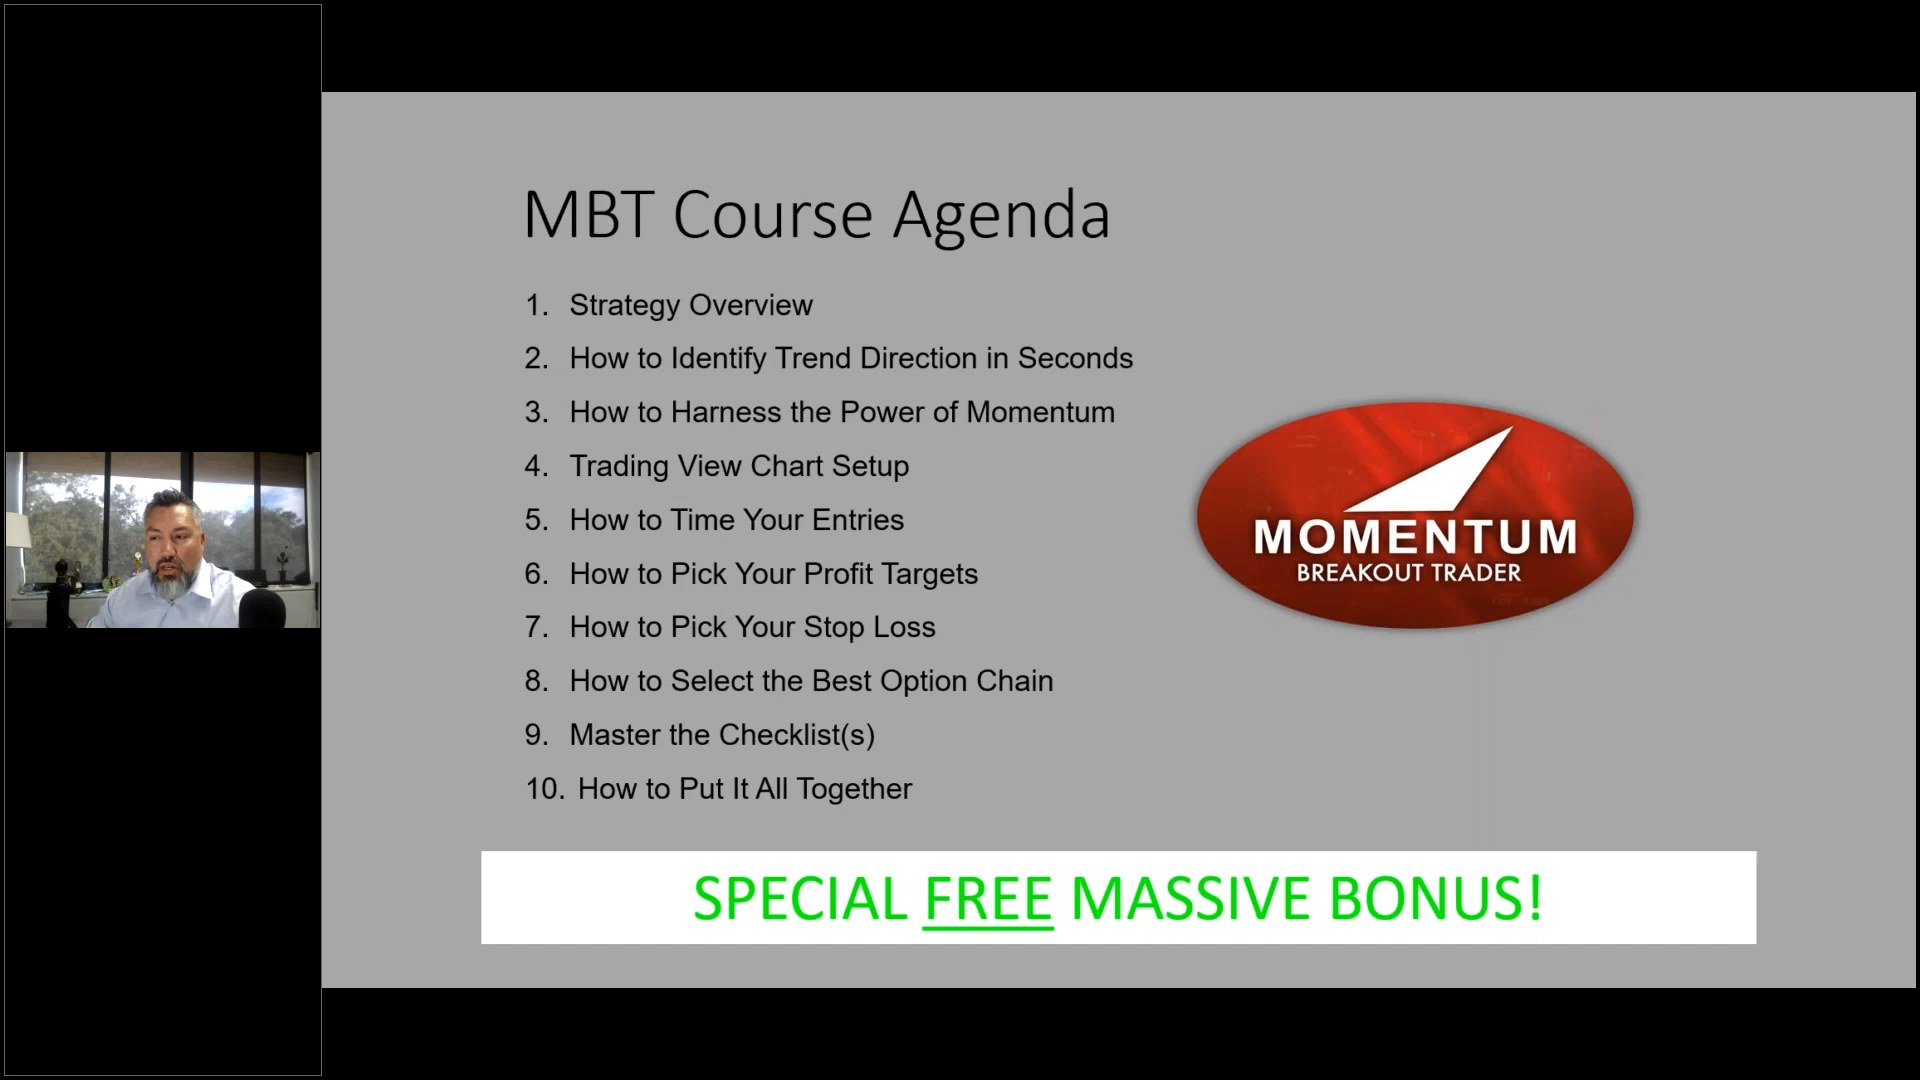 MBT Course Agenda
1. Strategy Overview
2. How to Identify Trend Direction in Seconds
3. How to Harness the Power of Momentum
4. Trading View Chart Setup
5. How to Time Your Entries
6. How to Pick Your Profit Targets
7. How to Pick Your Stop Loss
8. How to Select the Best Option Chain
9. Master the Checklist(s)
10. How to Put It All Together
MOMENTUM
BREAKOUT TRADER
SPECIAL FREE MASSIVE BONUS!